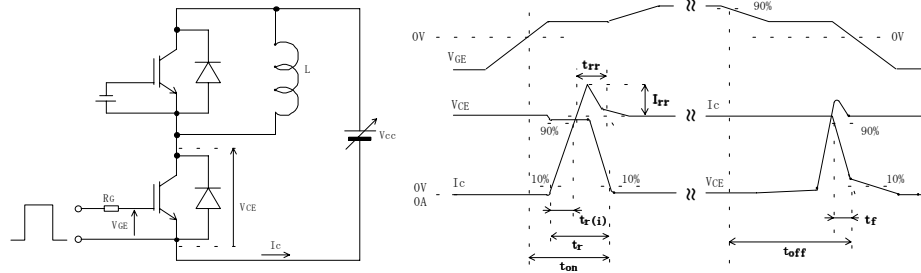 L
Vcc
RG
VGE
VCE
Ic
0V
VGE
90%
0V
trr
Irr
VCE
Ic
90%
90%
Ic
10%
10%
VCE
10%
0V
0A
tr(i)
tr
tf
ton
toff